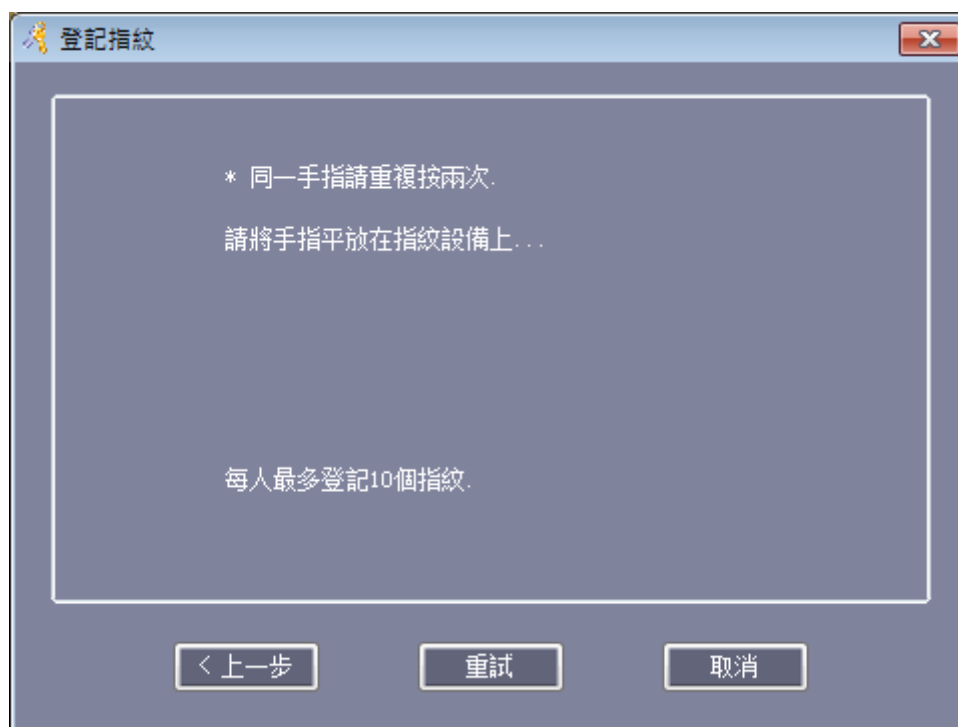 登記指紋
* 同一手指請重複按兩次.
請將手指平放在指紋設備上...
每人最多登記10個指紋.
< 上一步
重試
取消